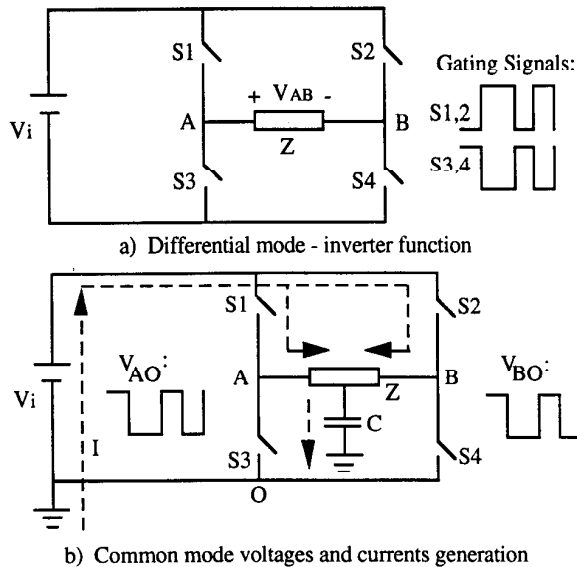 S1
S2
Gating Signals:
+ VAB -
S1,2
A
B
Vi
Z
S3,4
S3
S4
a) Differential mode - inverter function
S1
S2
VAO:
VBO:
A
B
Z
Vi
C
I
S3
S4
O
b) Common mode voltages and currents generation